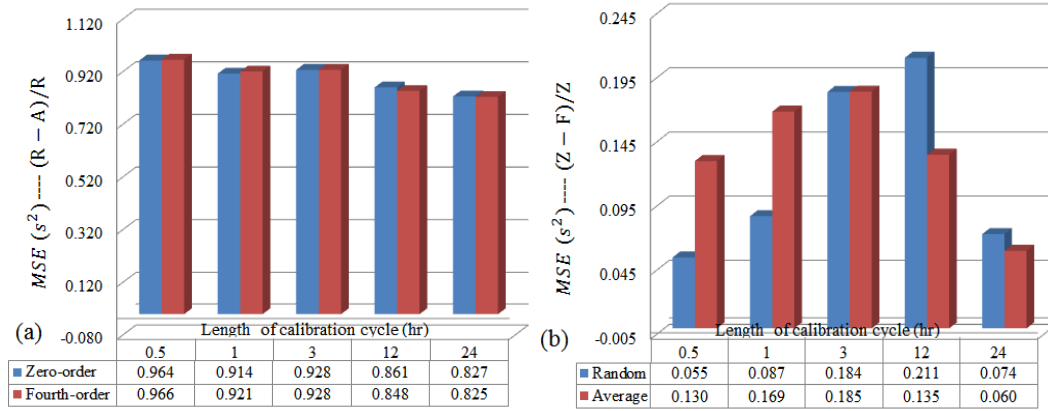 MSE (s²) ---- (R − A)/R
1.120
0.920
0.720
0.520
0.320
0.120
-0.080
(a)
Length of calibration cycle (hr)
0.5 1 3 12 24
Zero-order 0.964 0.914 0.928 0.861 0.827
Fourth-order 0.966 0.921 0.928 0.848 0.825
MSE (s²) ---- (Z − F)/Z
0.245
0.195
0.145
0.095
0.045
-0.005
(b)
Length of calibration cycle (hr)
0.5 1 3 12 24
Random 0.055 0.087 0.184 0.211 0.074
Average 0.130 0.169 0.185 0.135 0.060